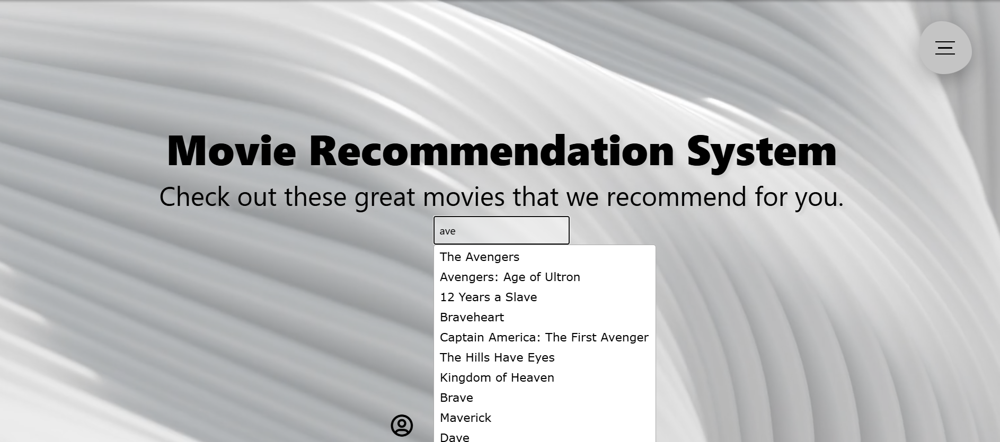 Movie Recommendation System
Check out these great movies that we recommend for you.
ave
The Avengers
Avengers: Age of Ultron
12 Years a Slave
Braveheart
Captain America: The First Avenger
The Hills Have Eyes
Kingdom of Heaven
Brave
Maverick
Dave